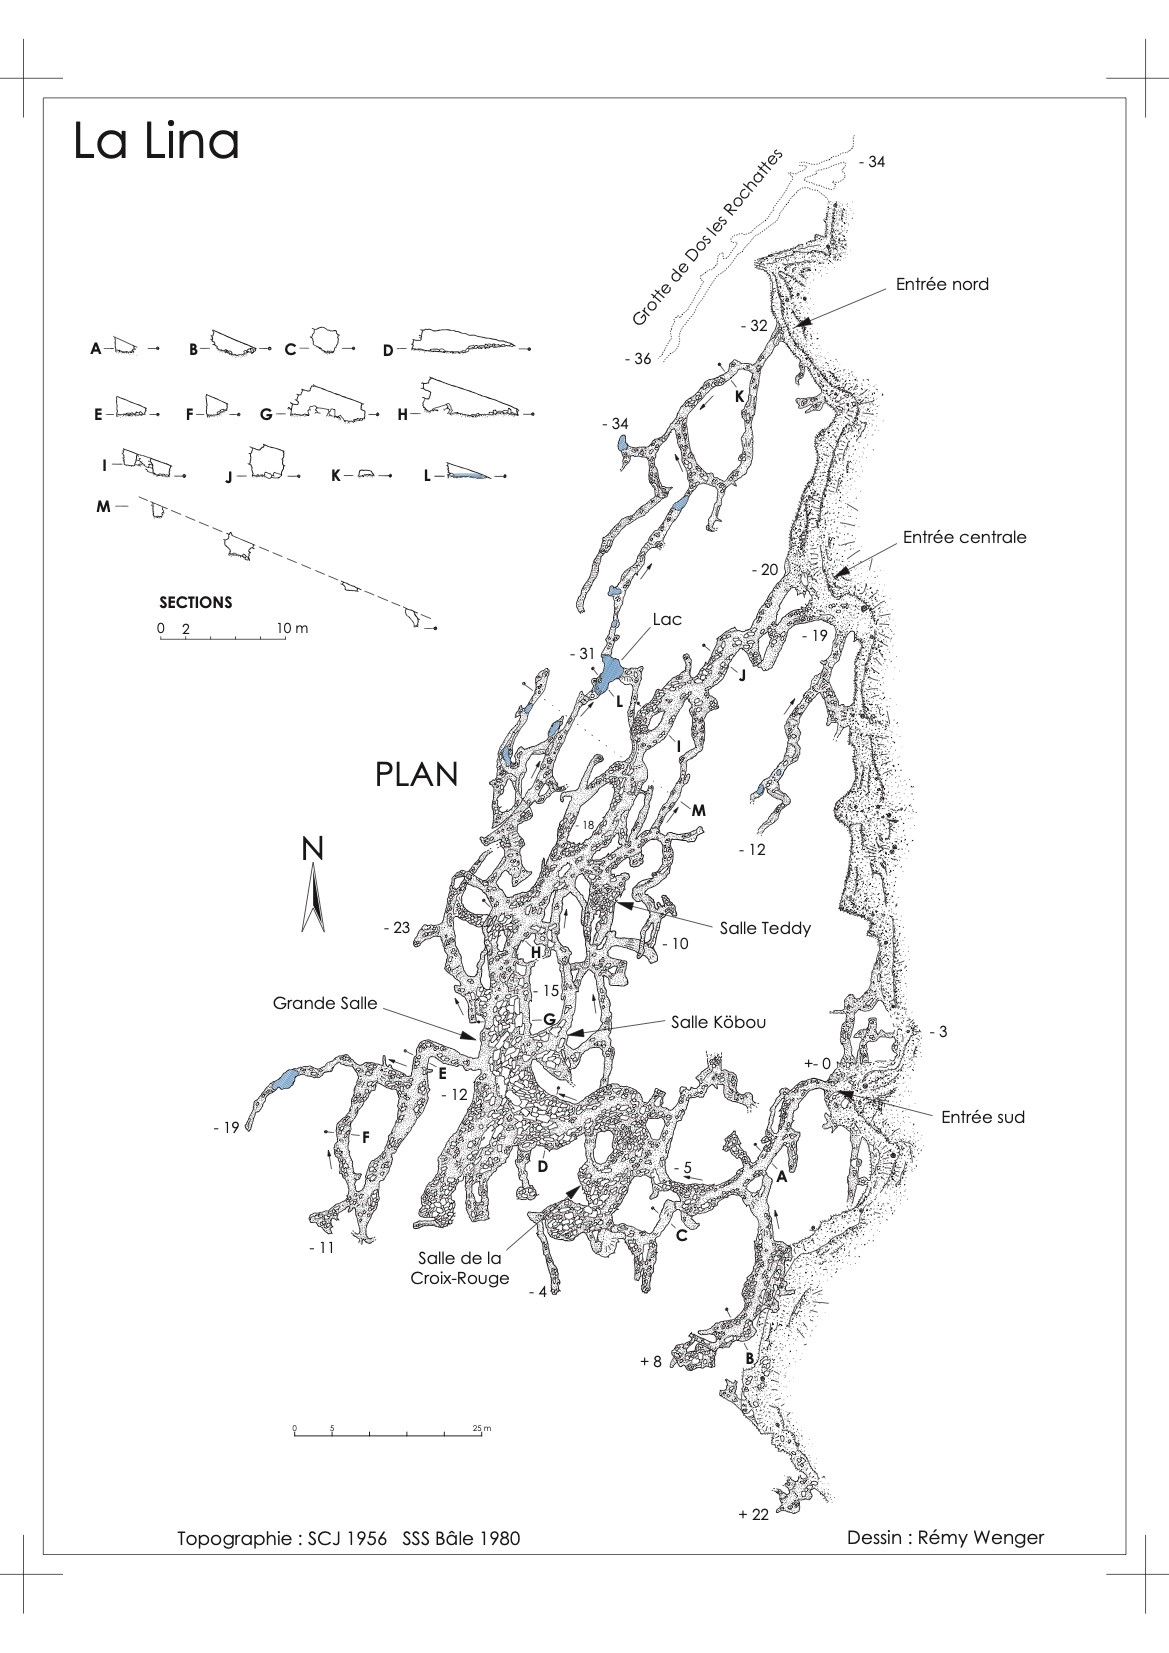 La Lina
Grotte de Dos les Rochattes
- 34
Entrée nord
- 32
- 36
A
B
C
D
K
E
F
G
H
- 34
I
J
K
L
M
Entrée centrale
- 20
SECTIONS
0 2 10 m
Lac
- 19
- 31
J
L
I
PLAN
M
- 18
N
- 12
- 23
Salle Teddy
- 10
H
- 15
Grande Salle
G
Salle Köbou
- 3
+- 0
E
- 12
Entrée sud
- 19
F
D
- 5
A
C
- 11
Salle de la
Croix-Rouge
- 4
+ 8
B
0 5 25 m
+ 22
Topographie : SCJ 1956 SSS Bâle 1980
Dessin : Rémy Wenger